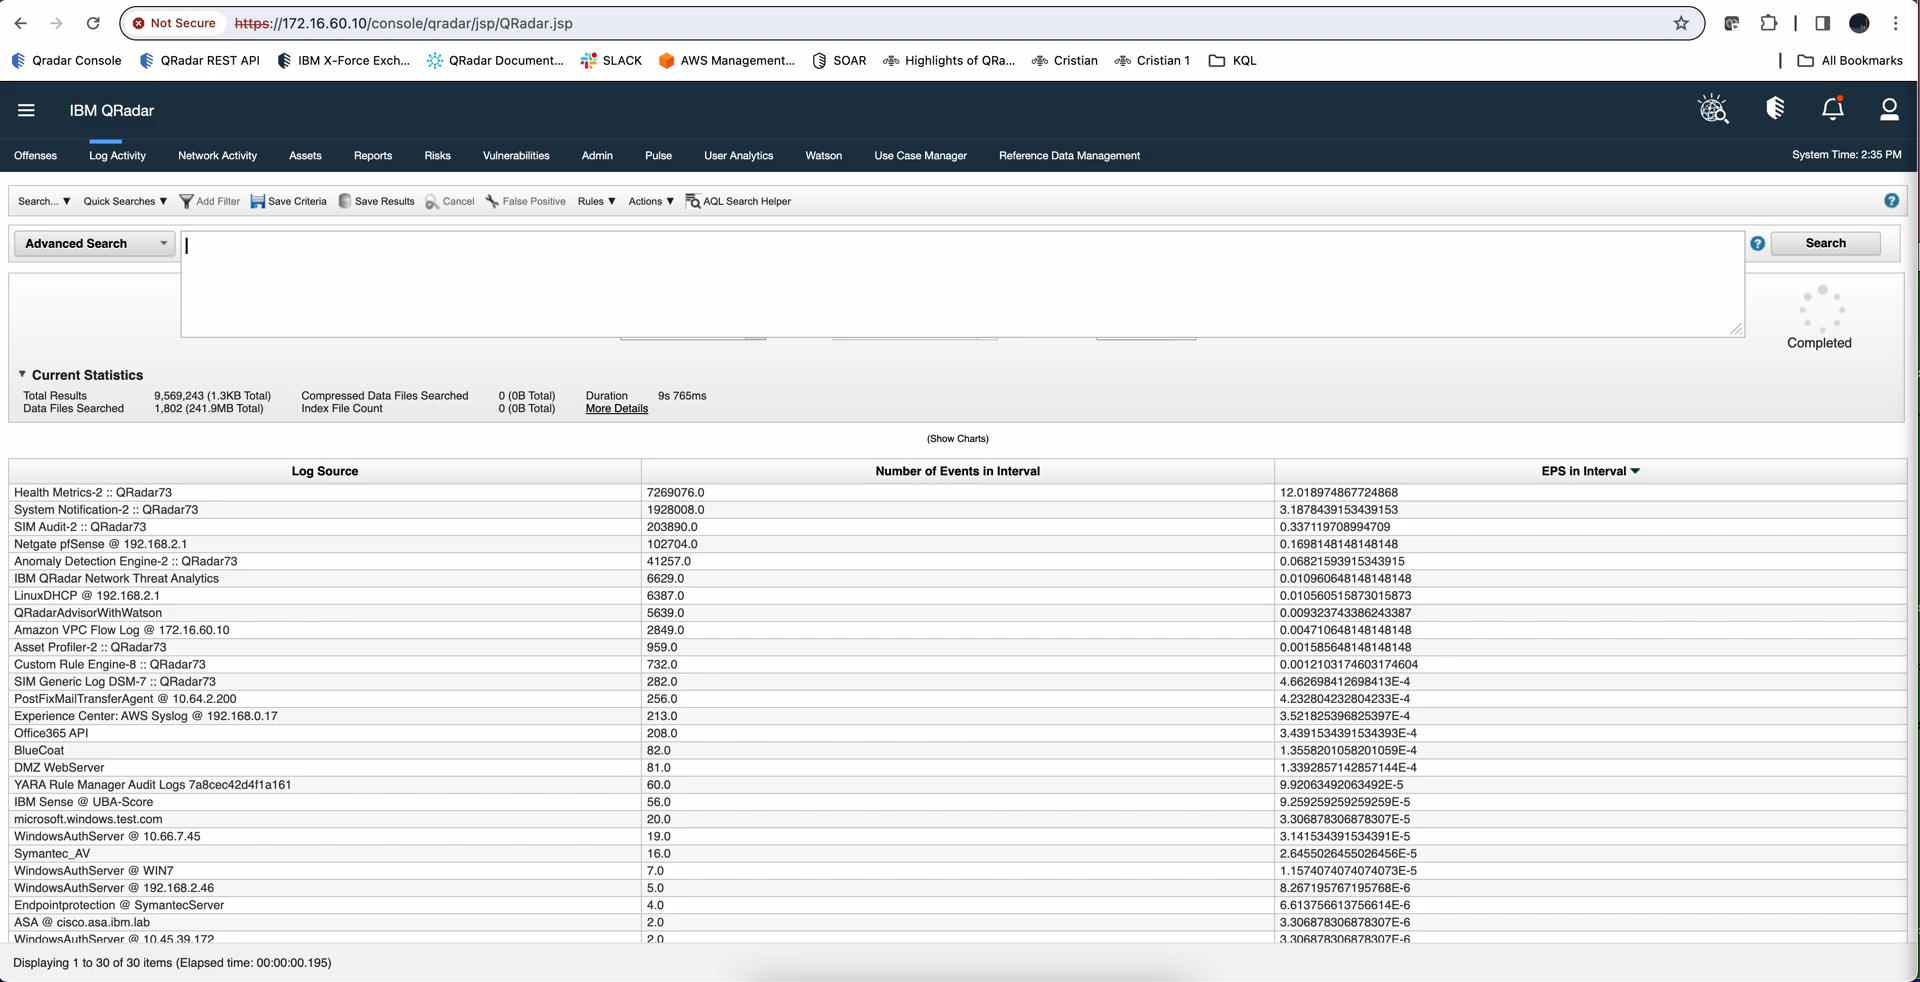 Not Secure https://172.16.60.10/console/qradar/jsp/QRadar.jsp
Qradar Console QRadar REST API IBM X-Force Exch... QRadar Document... SLACK AWS Management... SOAR Highlights of QRa... Cristian Cristian 1 KQL All Bookmarks
IBM QRadar
Offenses Log Activity Network Activity Assets Reports Risks Vulnerabilities Admin Pulse User Analytics Watson Use Case Manager Reference Data Management System Time: 2:35 PM
Search... Quick Searches Add Filter Save Criteria Save Results Cancel False Positive Rules Actions AQL Search Helper
Advanced Search Search
Completed
Current Statistics
Total Results 9,569,243 (1.3KB Total) Compressed Data Files Searched 0 (0B Total) Duration 9s 765ms
Data Files Searched 1,802 (241.9MB Total) Index File Count 0 (0B Total) More Details
(Show Charts)
Log Source Number of Events in Interval EPS in Interval
Health Metrics-2 :: QRadar73 7269076.0 12.018974867724868
System Notification-2 :: QRadar73 1928008.0 3.1878439153439153
SIM Audit-2 :: QRadar73 203890.0 0.337119708994709
Netgate pfSense @ 192.168.2.1 102704.0 0.1698148148148148
Anomaly Detection Engine-2 :: QRadar73 41257.0 0.06821593915343915
IBM QRadar Network Threat Analytics 6629.0 0.010960648148148148
LinuxDHCP @ 192.168.2.1 6387.0 0.010560515873015873
QRadarAdvisorWithWatson 5639.0 0.009323743386243387
Amazon VPC Flow Log @ 172.16.60.10 2849.0 0.004710648148148148
Asset Profiler-2 :: QRadar73 959.0 0.001585648148148148
Custom Rule Engine-8 :: QRadar73 732.0 0.0012103174603174604
SIM Generic Log DSM-7 :: QRadar73 282.0 4.662698412698413E-4
PostFixMailTransferAgent @ 10.64.2.200 256.0 4.232804232804233E-4
Experience Center: AWS Syslog @ 192.168.0.17 213.0 3.521825396825397E-4
Office365 API 208.0 3.4391534391534393E-4
BlueCoat 82.0 1.3558201058201059E-4
DMZ WebServer 81.0 1.3392857142857144E-4
YARA Rule Manager Audit Logs 7a8cec42d4f1a161 60.0 9.92063492063492E-5
IBM Sense @ UBA-Score 56.0 9.259259259259259E-5
microsoft.windows.test.com 20.0 3.306878306878307E-5
WindowsAuthServer @ 10.66.7.45 19.0 3.141534391534391E-5
Symantec_AV 16.0 2.6455026455026456E-5
WindowsAuthServer @ WIN7 7.0 1.1574074074074073E-5
WindowsAuthServer @ 192.168.2.46 5.0 8.267195767195768E-6
Endpointprotection @ SymantecServer 4.0 6.613756613756614E-6
ASA @ cisco.asa.ibm.lab 2.0 3.306878306878307E-6
WindowsAuthServer @ 10.45.39.172 2.0 3.306878306878307E-6
Displaying 1 to 30 of 30 items (Elapsed time: 00:00:00.195)